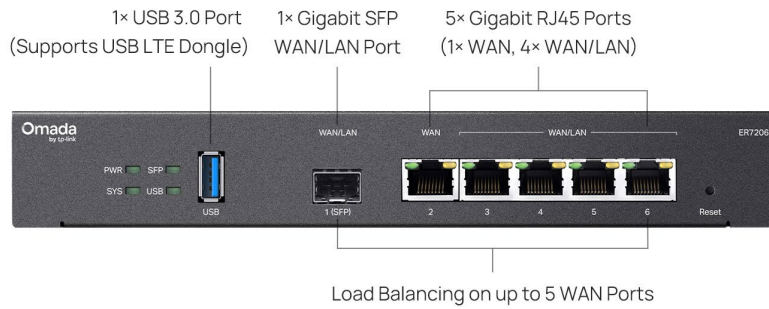 1× USB 3.0 Port
(Supports USB LTE Dongle)
1× Gigabit SFP
WAN/LAN Port
5× Gigabit RJ45 Ports
(1× WAN, 4× WAN/LAN)
Omada
by tp-link
WAN/LAN
WAN
WAN/LAN
ER7206
PWR
SFP
SYS
USB
USB
1 (SFP)
2
3
4
5
6
Reset
Load Balancing on up to 5 WAN Ports